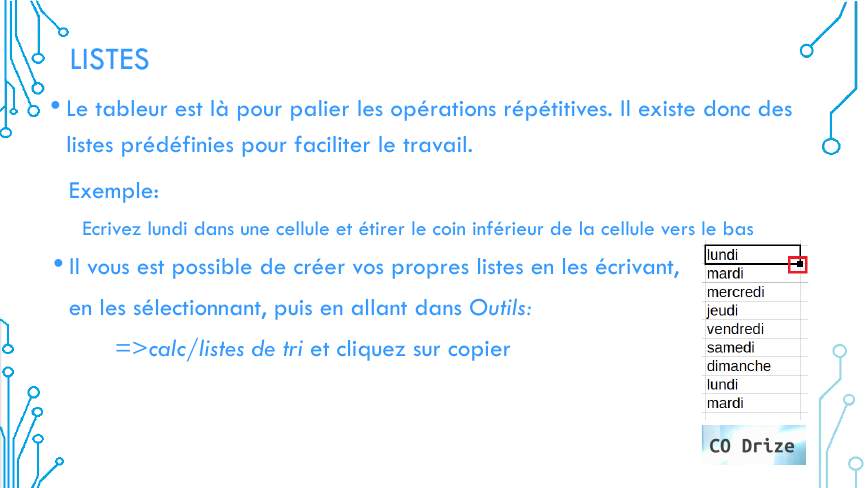 LISTES
• Le tableur est là pour palier les opérations répétitives. Il existe donc des
listes prédéfinies pour faciliter le travail.
Exemple:
Ecrivez lundi dans une cellule et étirer le coin inférieur de la cellule vers le bas
• Il vous est possible de créer vos propres listes en les écrivant,
en les sélectionnant, puis en allant dans Outils:
=>calc/listes de tri et cliquez sur copier
lundi
mardi
mercredi
jeudi
vendredi
samedi
dimanche
lundi
mardi
CO Drize